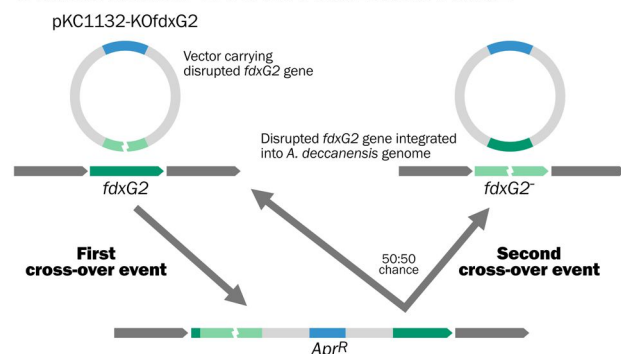 pKC1132-KOfdxG2
Vector carrying
disrupted fdxG2 gene
Disrupted fdxG2 gene integrated
into A. deccanensis genome
fdxG2
fdxG2⁻
First
cross-over event
50:50
chance
Second
cross-over event
AprR